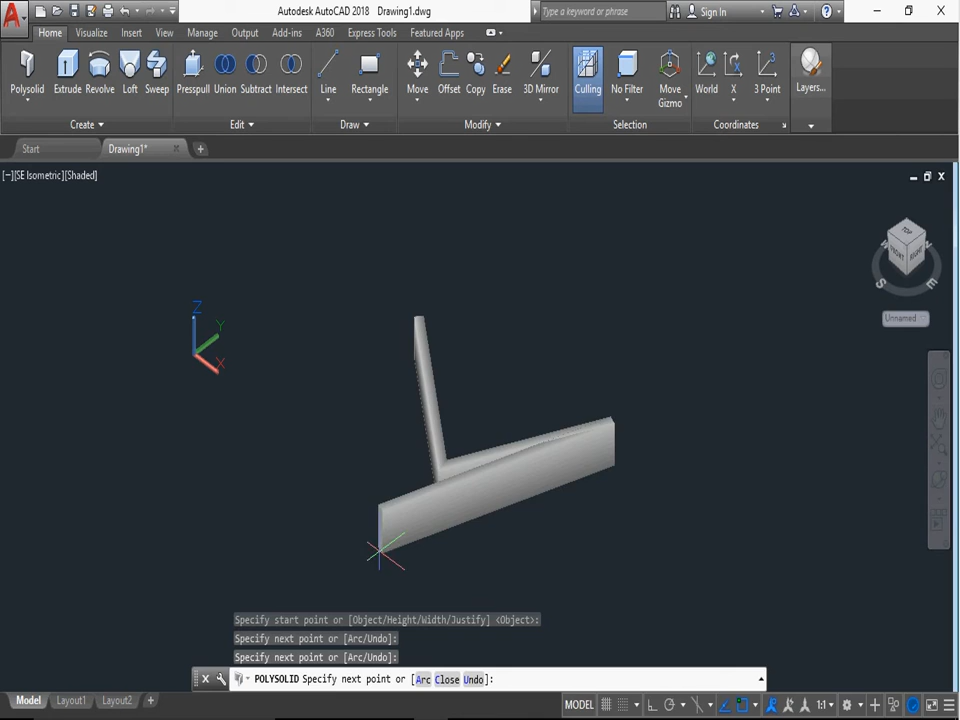 Autodesk AutoCAD 2018 Drawing1.dwg
Type a keyword or phrase
Sign In
Home Visualize Insert View Manage Output Add-ins A360 Express Tools Featured Apps
Polysolid Extrude Revolve Loft Sweep Presspull Union Subtract Intersect Line Rectangle Move Offset Copy Erase 3D Mirror Culling No Filter Move Gizmo World X 3 Point Layers...
Create Edit Draw Modify Selection Coordinates
Start Drawing1*
[−][SE Isometric][Shaded]
TOP
FRONT RIGHT
S E
Unnamed
Z
Y
X
Specify start point or [Object/Height/Width/Justify] <Object>:
Specify next point or [Arc/Undo]:
Specify next point or [Arc/Undo]:
POLYSOLID Specify next point or [Arc Close Undo]:
Model Layout1 Layout2
MODEL 1:1